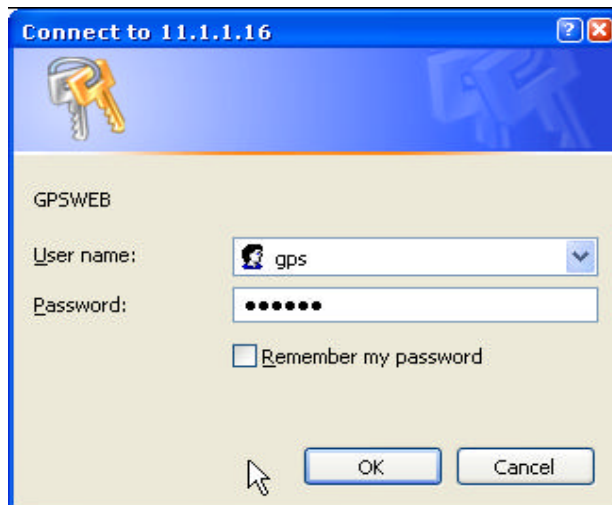 Connect to 11.1.1.16
GPSWEB
User name: gps
Password: ••••••
Remember my password
OK Cancel